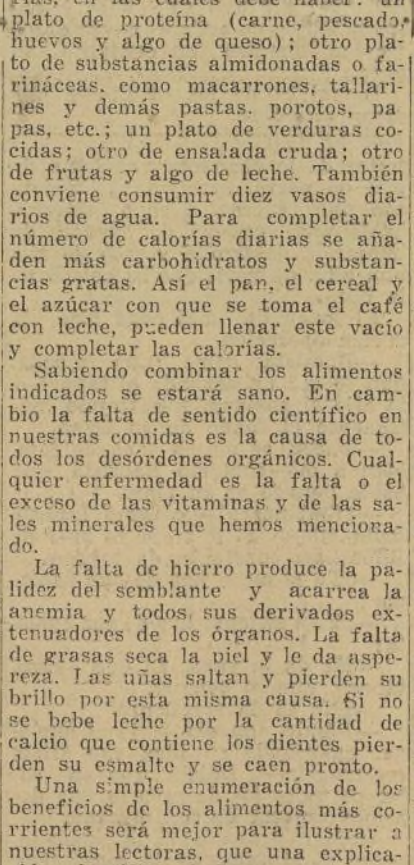 rias, en las cuales debe haber: un
plato de proteína (carne, pescado,
huevos y algo de queso); otro pla-
to de substancias almidonadas o fa-
rináceas. como macarrones, tallari-
nes y demás pastas. porotos, pa
pas, etc.; un plato de verduras co-
cidas; otro de ensalada cruda; otro
de frutas y algo de leche. También
conviene consumir diez vasos dia-
rios de agua. Para completar el
número de calorías diarias se aña-
den más carbohidratos y substan-
cias gratas. Así el pan, el cereal y
el azúcar con que se toma el café
con leche, pueden llenar este vacío
y completar las calorías.
Sabiendo combinar los alimentos
indicados se estará sano. En cam-
bio la falta de sentido científico en
nuestras comidas es la causa de to-
dos los desórdenes orgánicos. Cual-
quier enfermedad es la falta o el
exceso de las vitaminas y de las sa-
les minerales que hemos menciona-
do.
La falta de hierro produce la pa-
lidez del semblante y acarrea la
anemia y todos sus derivados ex-
tenuadores de los órganos. La falta
de grasas seca la piel y le da aspe-
reza. Las uñas saltan y pierden su
brillo por esta misma causa. Si no
se bebe leche por la cantidad de
calcio que contiene los dientes pier-
den su esmalte y se caen pronto.
Una simple enumeración de los
beneficios de los alimentos más co-
rrientes será mejor para ilustrar a
nuestras lectoras, que una explica-